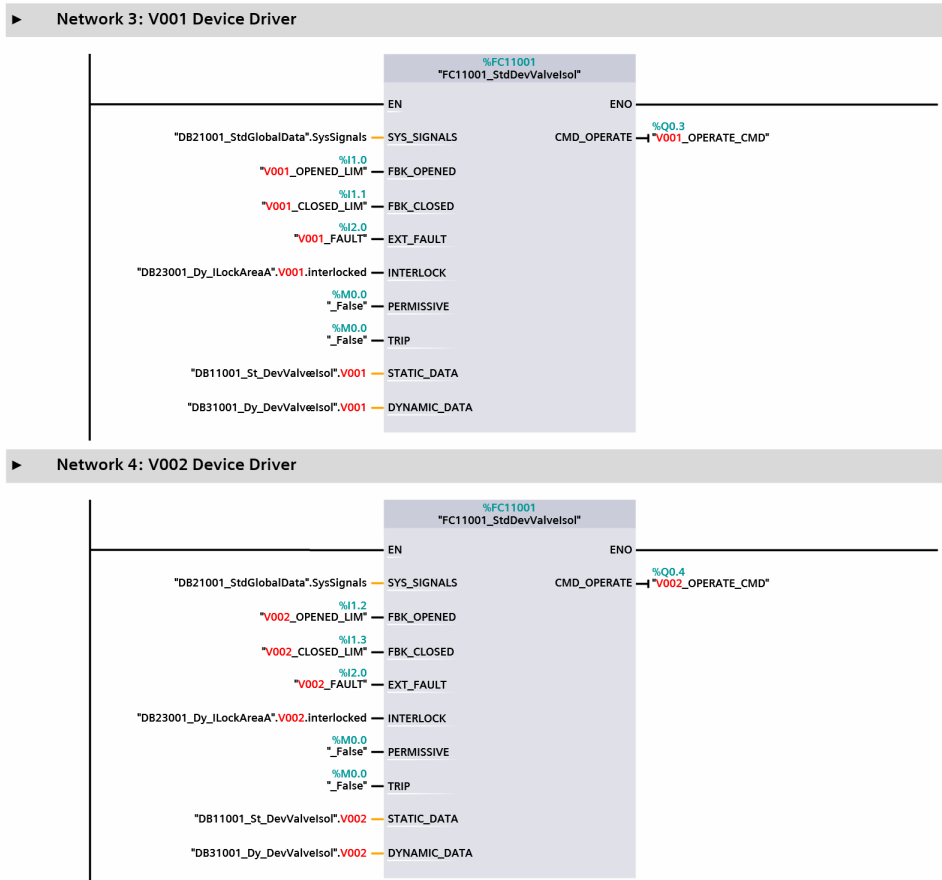 Network 3: V001 Device Driver
%FC11001
"FC11001_StdDevValveIsol"
EN ENO
"DB21001_StdGlobalData".SysSignals SYS_SIGNALS CMD_OPERATE %Q0.3 "V001_OPERATE_CMD"
%I1.0
"V001_OPENED_LIM" FBK_OPENED
%I1.1
"V001_CLOSED_LIM" FBK_CLOSED
%I2.0
"V001_FAULT" EXT_FAULT
"DB23001_Dy_ILockAreaA".V001.interlocked INTERLOCK
%M0.0
"_False" PERMISSIVE
%M0.0
"_False" TRIP
"DB11001_St_DevValvæIsol".V001 STATIC_DATA
"DB31001_Dy_DevValvæIsol".V001 DYNAMIC_DATA
Network 4: V002 Device Driver
%FC11001
"FC11001_StdDevValveIsol"
EN ENO
"DB21001_StdGlobalData".SysSignals SYS_SIGNALS CMD_OPERATE %Q0.4 "V002_OPERATE_CMD"
%I1.2
"V002_OPENED_LIM" FBK_OPENED
%I1.3
"V002_CLOSED_LIM" FBK_CLOSED
%I2.0
"V002_FAULT" EXT_FAULT
"DB23001_Dy_ILockAreaA".V002.interlocked INTERLOCK
%M0.0
"_False" PERMISSIVE
%M0.0
"_False" TRIP
"DB11001_St_DevValveIsol".V002 STATIC_DATA
"DB31001_Dy_DevValveIsol".V002 DYNAMIC_DATA